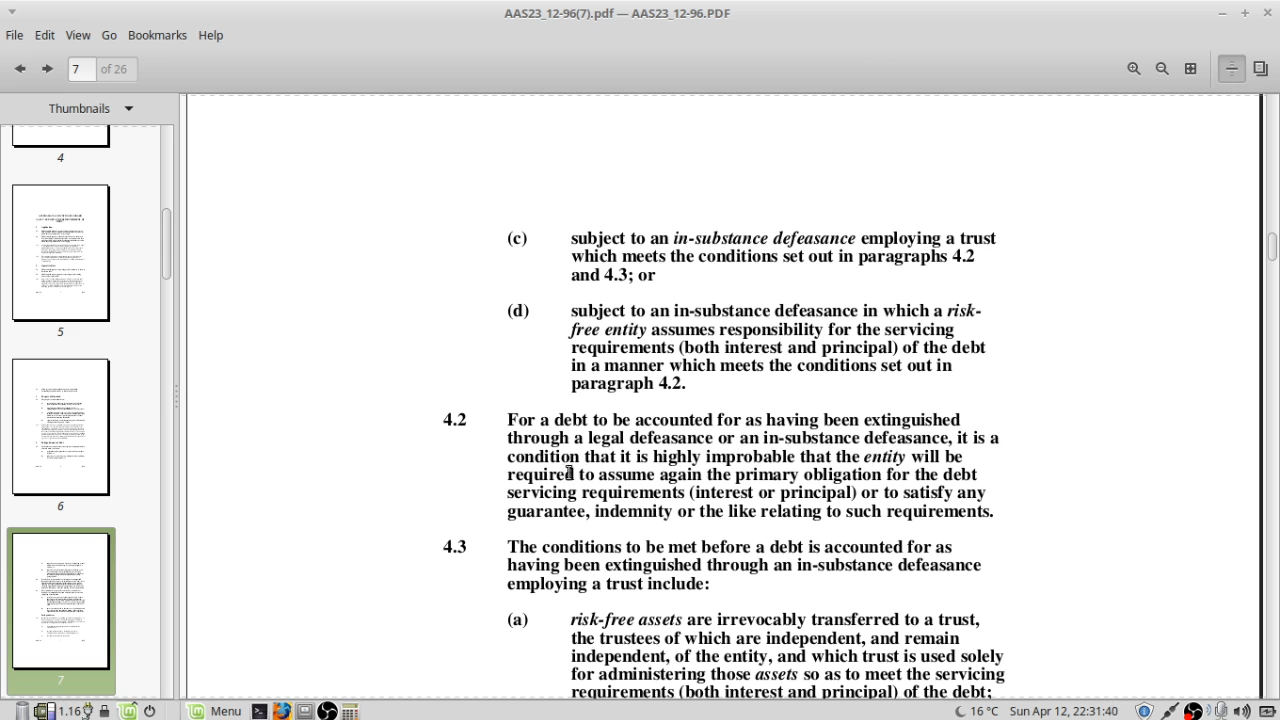 AAS23_12-96(7).pdf — AAS23_12-96.PDF
File Edit View Go Bookmarks Help
7 of 26
Thumbnails
4
5
6
7
(c) subject to an in-substance defeasance employing a trust
which meets the conditions set out in paragraphs 4.2
and 4.3; or
(d) subject to an in-substance defeasance in which a risk-
free entity assumes responsibility for the servicing
requirements (both interest and principal) of the debt
in a manner which meets the conditions set out in
paragraph 4.2.
4.2 For a debt to be accounted for as having been extinguished
through a legal defeasance or an in-substance defeasance, it is a
condition that it is highly improbable that the entity will be
required to assume again the primary obligation for the debt
servicing requirements (interest or principal) or to satisfy any
guarantee, indemnity or the like relating to such requirements.
4.3 The conditions to be met before a debt is accounted for as
having been extinguished through an in-substance defeasance
employing a trust include:
(a) risk-free assets are irrevocably transferred to a trust,
the trustees of which are independent, and remain
independent, of the entity, and which trust is used solely
for administering those assets so as to meet the servicing
requirements (both interest and principal) of the debt;
1.16 Menu 16 °C Sun Apr 12, 22:31:40